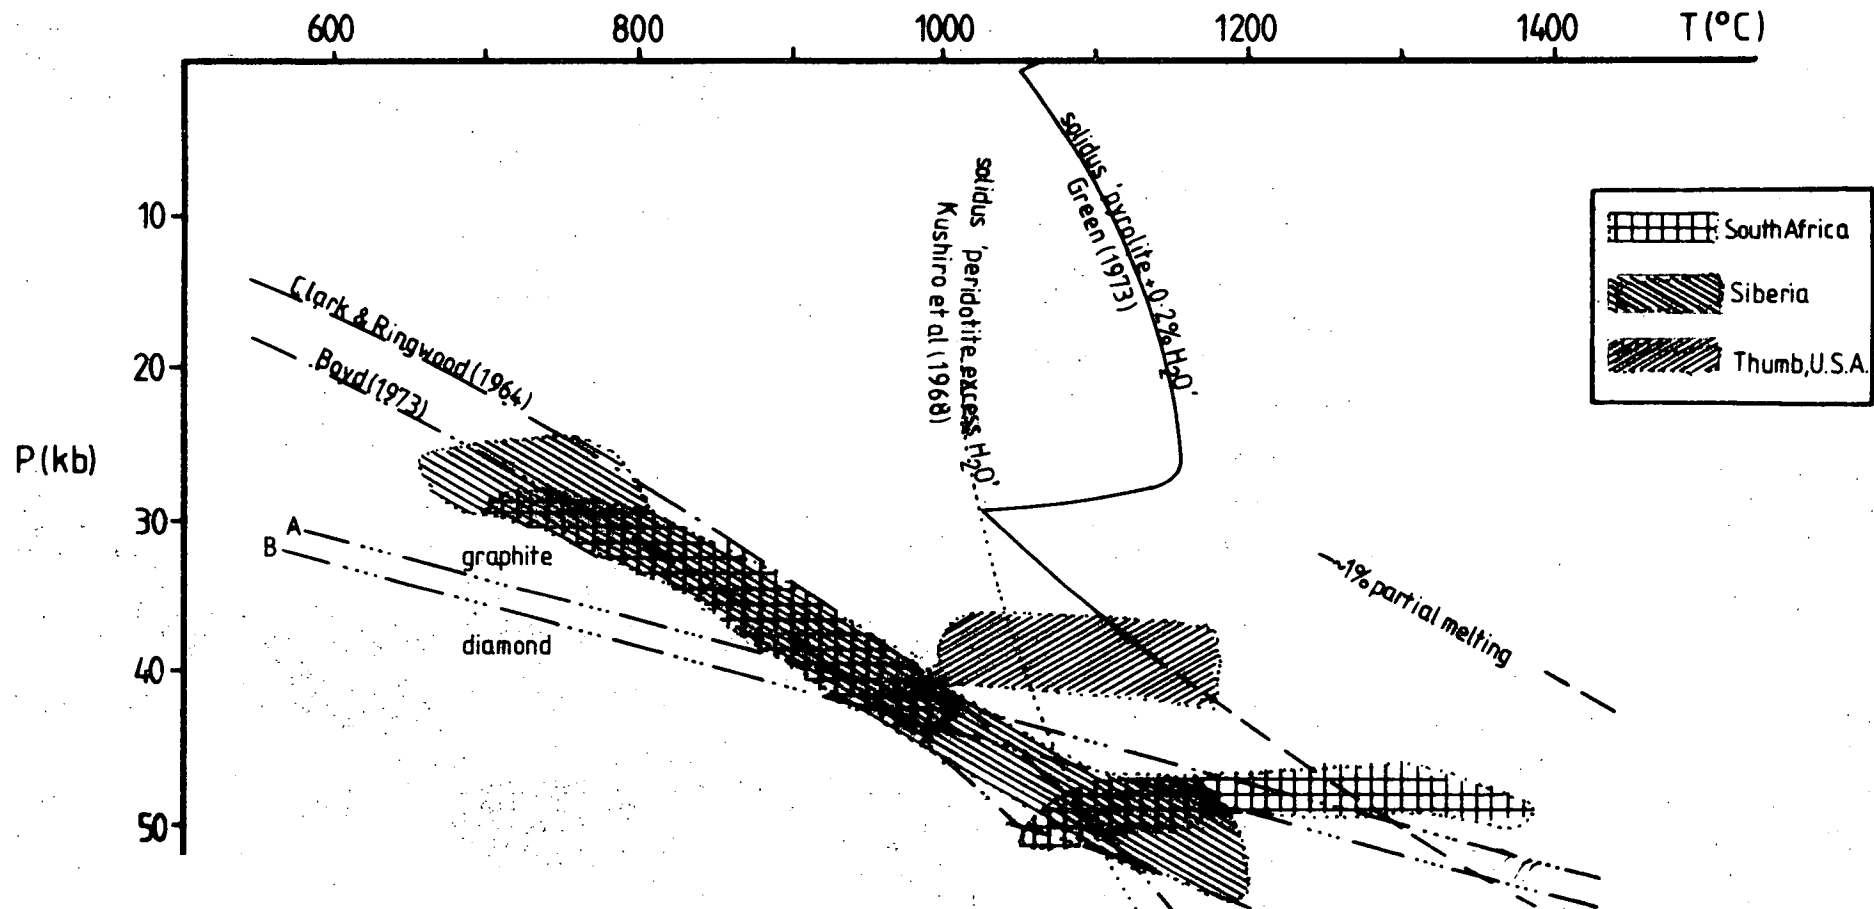 600 800 1000 1200 1400 T(°C)
10
20
P(kb)
30
40
50
Clark & Ringwood (1964)
Boyd (1973)
A
B
graphite
diamond
solidus 'peridotite excess H₂O'
Kushiro et al (1968)
solidus 'pyrolite + 0·2% H₂O'
Green (1973)
~1% partial melting
South Africa
Siberia
Thumb, U.S.A.